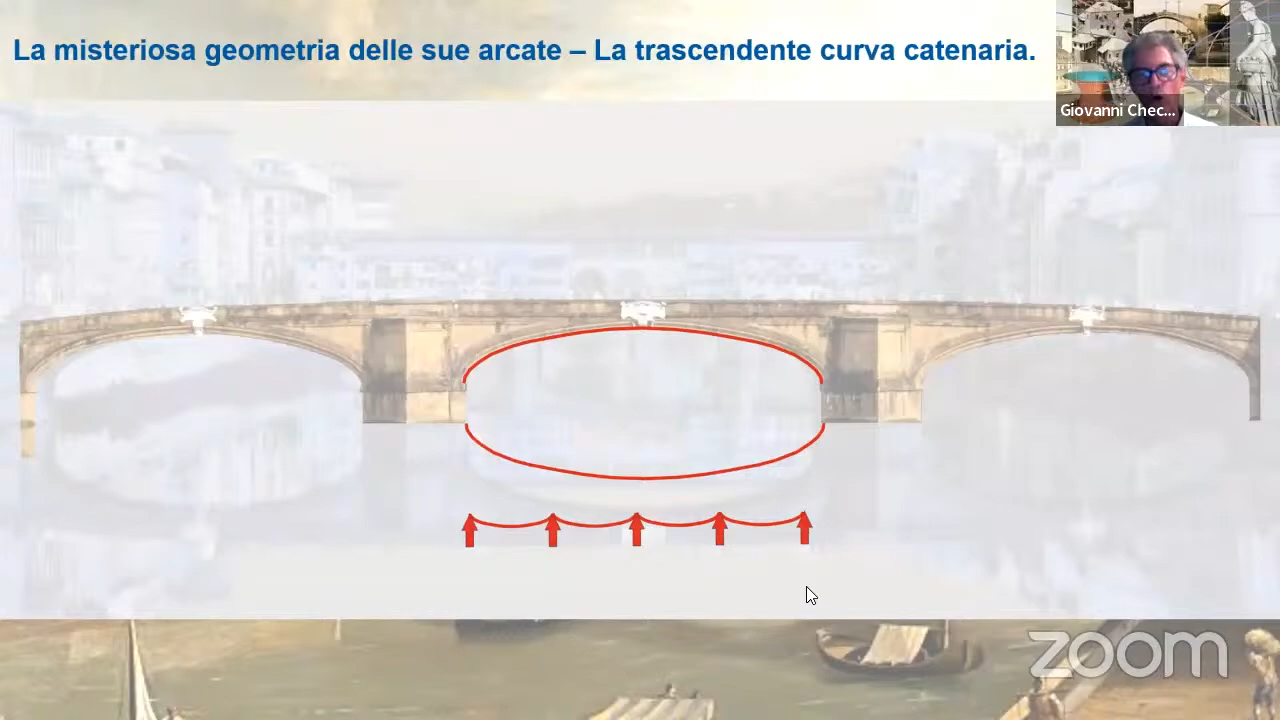 La misteriosa geometria delle sue arcate – La trascendente curva catenaria.
Giovanni Chec...
zoom